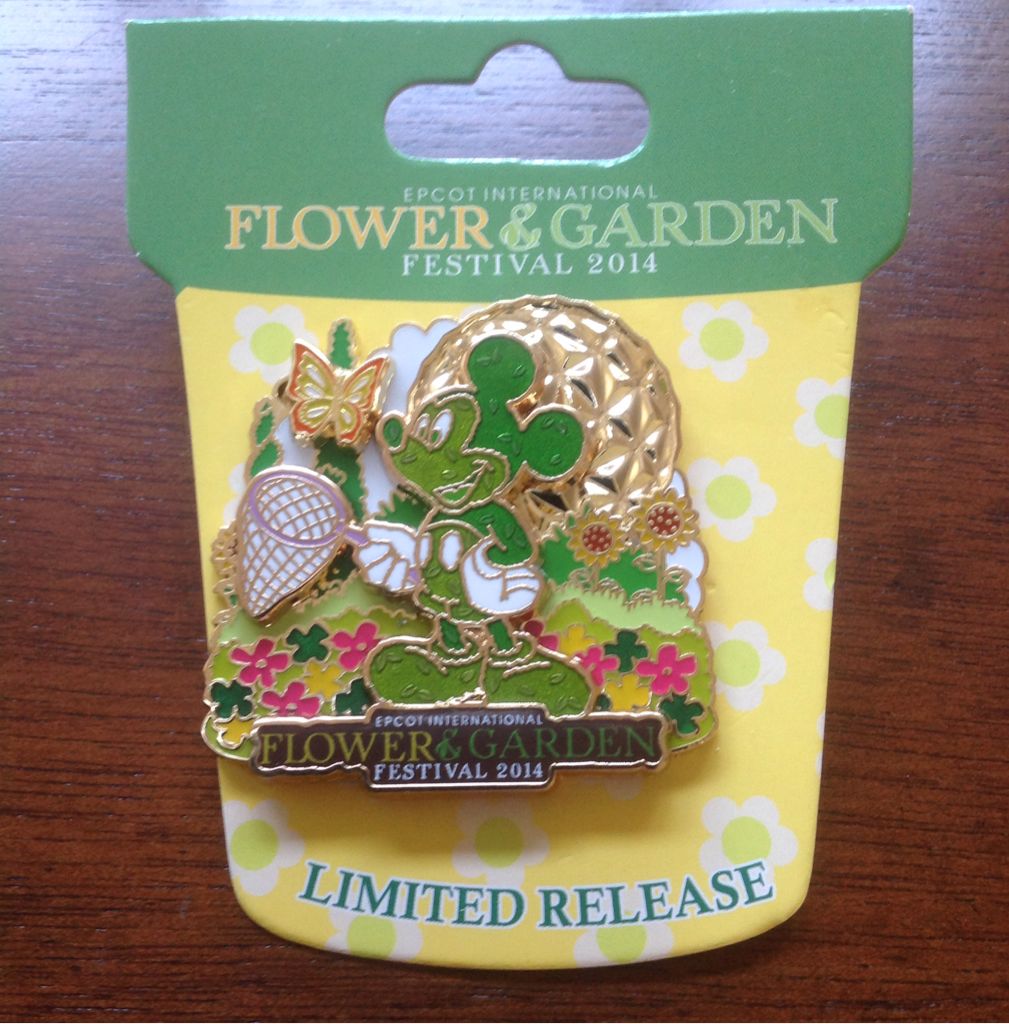 EPCOT INTERNATIONAL
FLOWER & GARDEN
FESTIVAL 2014
EPCOT INTERNATIONAL
FLOWER & GARDEN
FESTIVAL 2014
LIMITED RELEASE